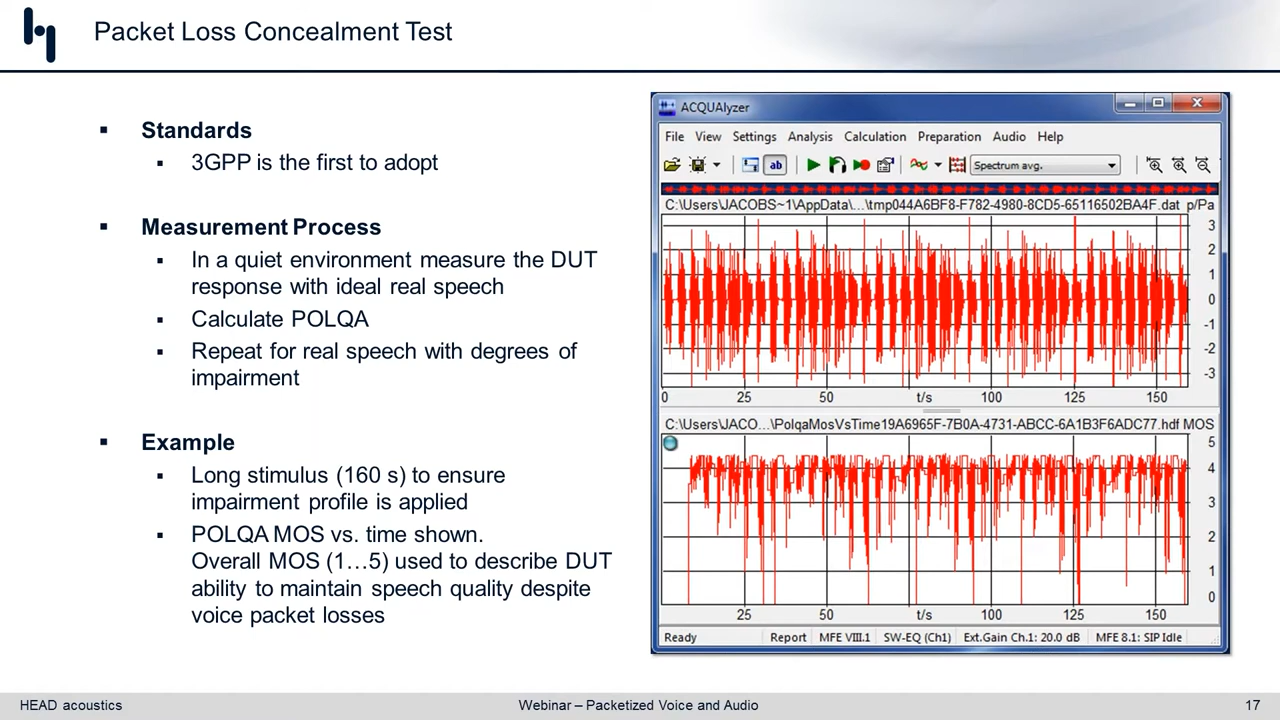 Packet Loss Concealment Test
Standards
3GPP is the first to adopt
Measurement Process
In a quiet environment measure the DUT
response with ideal real speech
Calculate POLQA
Repeat for real speech with degrees of
impairment
Example
Long stimulus (160 s) to ensure
impairment profile is applied
POLQA MOS vs. time shown.
Overall MOS (1…5) used to describe DUT
ability to maintain speech quality despite
voice packet losses
ACQUAlyzer
File View Settings Analysis Calculation Preparation Audio Help
ab Spectrum avg.
C:\Users\JACOBS~1\AppData\...\tmp044A6BF8-F782-4980-8CD5-65116502BA4F.dat p/Pa
3
2
1
0
-1
-2
-3
0 25 50 t/s 100 125 150
C:\Users\JACO...\PolqaMosVsTime19A6965F-7B0A-4731-ABCC-6A1B3F6ADC77.hdf MOS
5
4
3
2
1
0
25 50 t/s 100 125 150
Ready Report MFE VIII.1 SW-EQ (Ch1) Ext.Gain Ch.1: 20.0 dB MFE 8.1: SIP Idle
HEAD acoustics Webinar – Packetized Voice and Audio 17